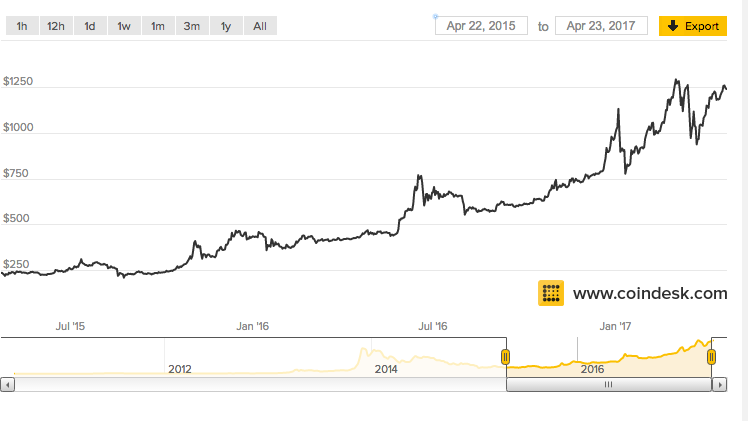 1h 12h 1d 1w 1m 3m 1y All Apr 22, 2015 to Apr 23, 2017 Export
$1250
$1000
$750
$500
$250
www.coindesk.com
Jul '15 Jan '16 Jul '16 Jan '17
2012 2014 2016